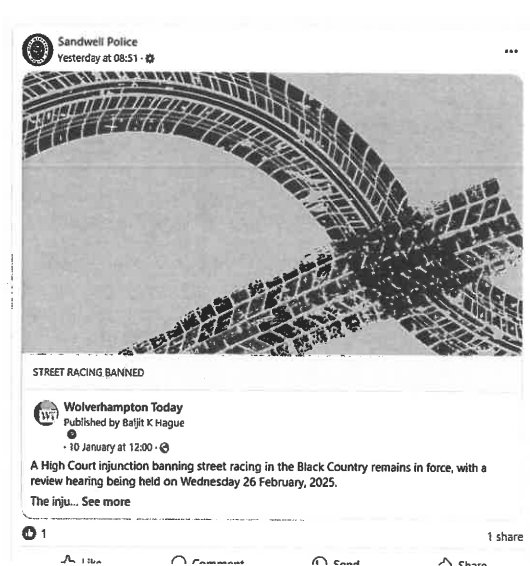 Sandwell Police
Yesterday at 08:51 ·
STREET RACING BANNED
Wolverhampton Today
Published by Baljit K Hague
· 10 January at 12:00 ·
A High Court injunction banning street racing in the Black Country remains in force, with a
review hearing being held on Wednesday 26 February, 2025.
The inju... See more
1
1 share
Like Comment Send Share